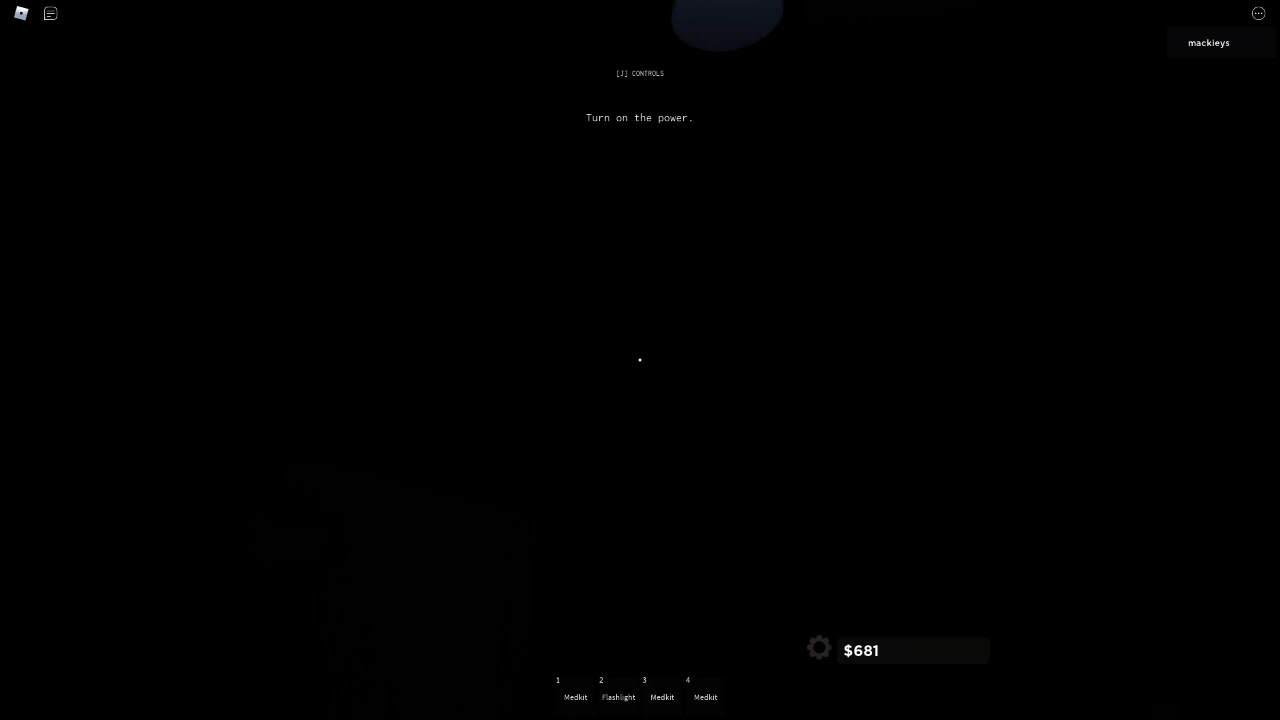 mackieys
[J] CONTROLS
Turn on the power.
$681
1 2 3 4
Medkit Flashlight Medkit Medkit